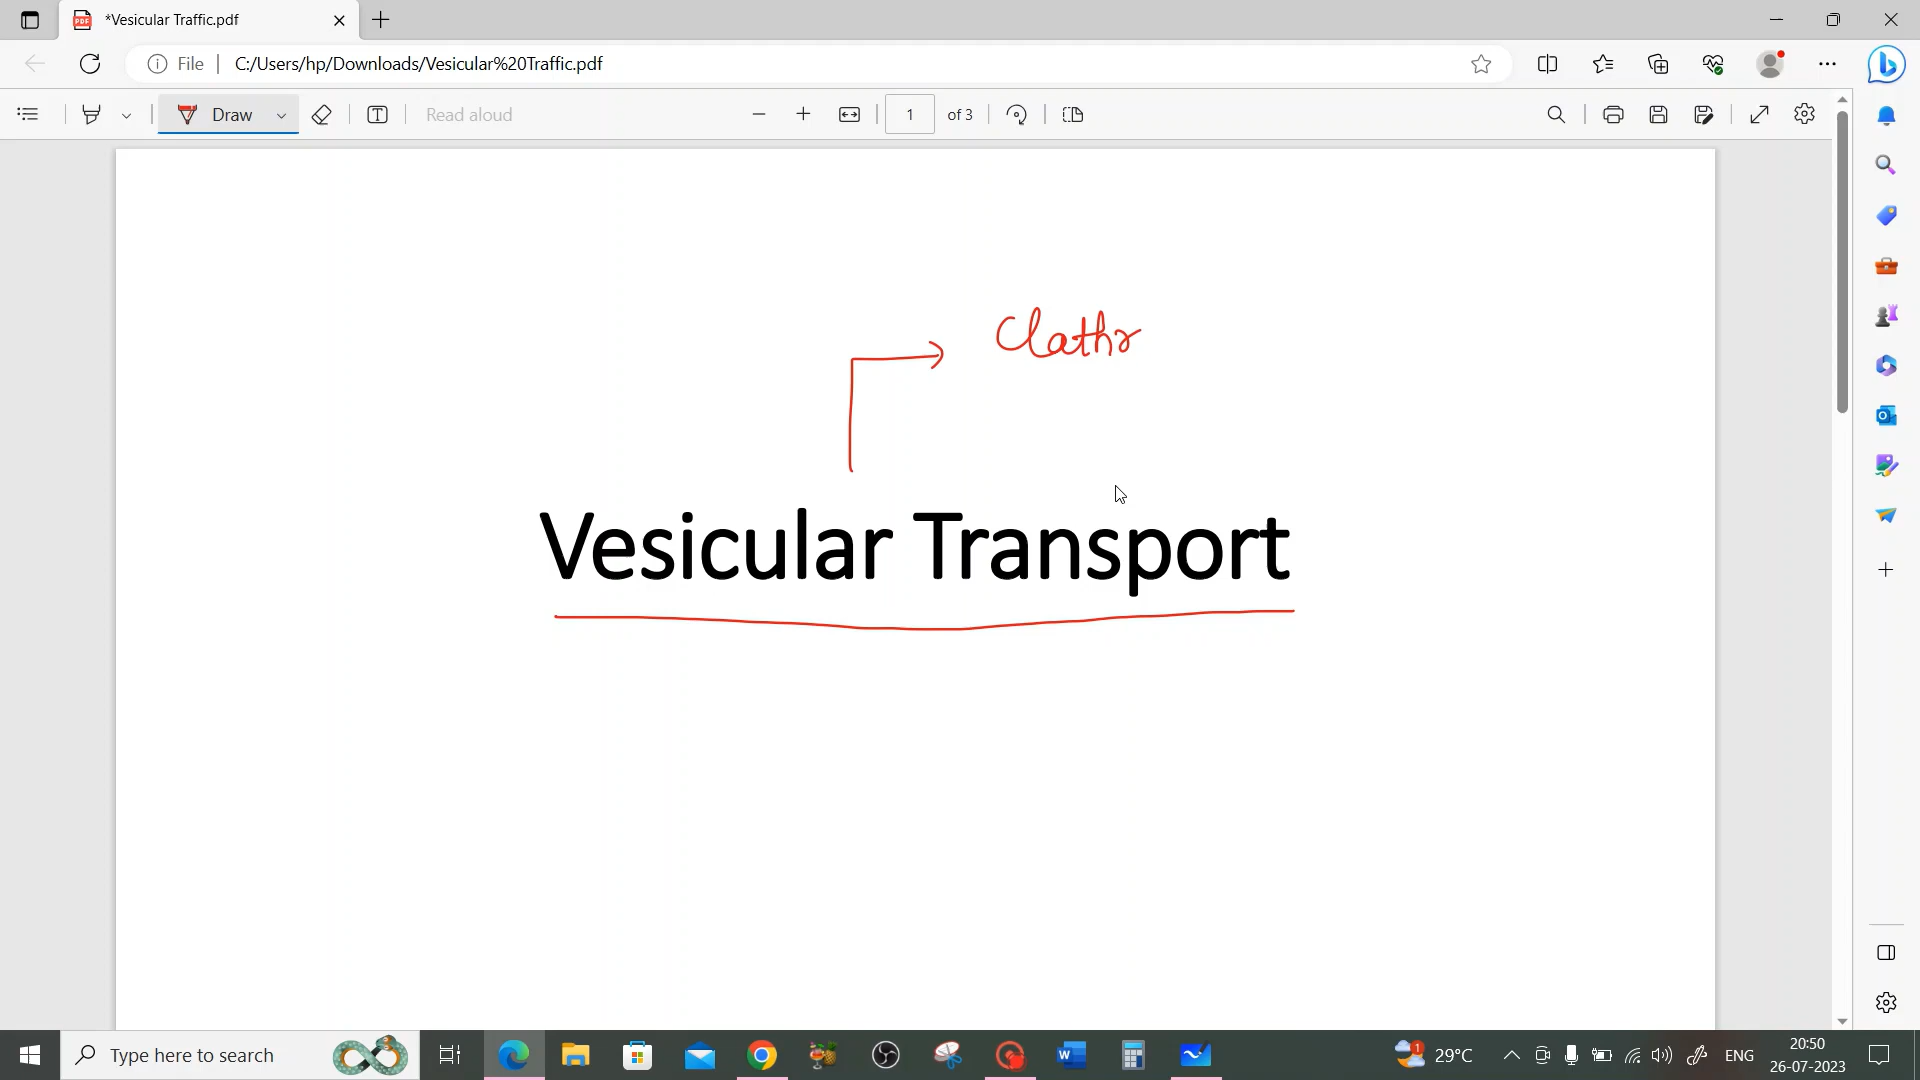 *Vesicular Traffic.pdf
File
C:/Users/hp/Downloads/Vesicular%20Traffic.pdf
Draw
Read aloud
1 of 3
Clathr
Vesicular Transport
Type here to search
1 29°C
ENG
20:50
26-07-2023